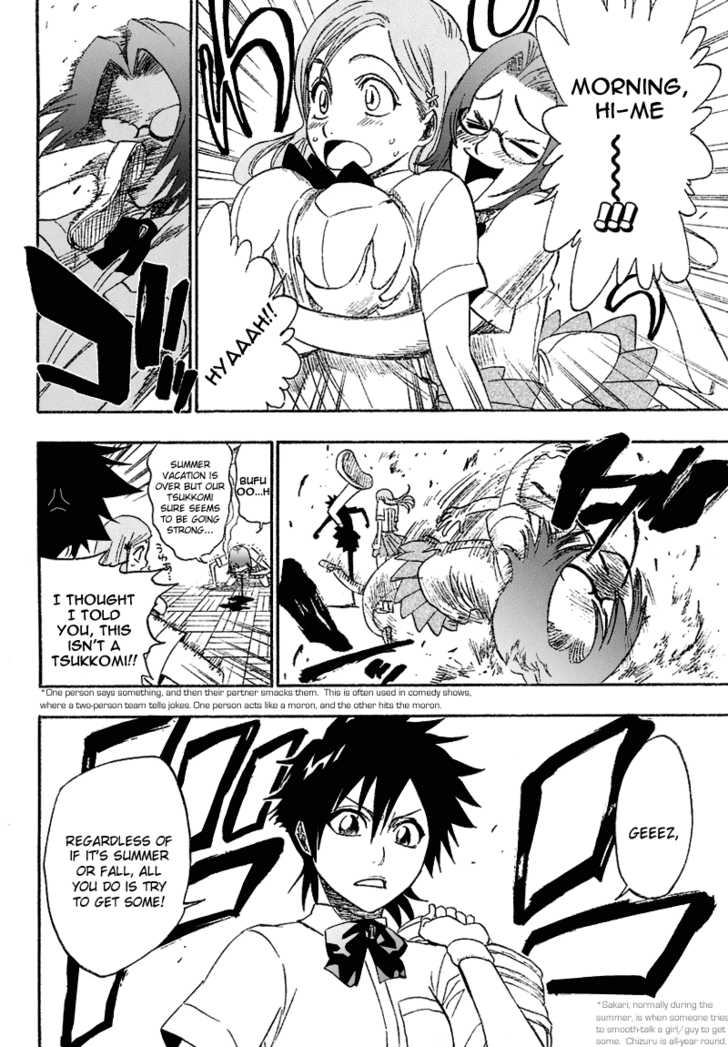 MORNING,
HI-ME
!!!
HYAAAH!!
SUMMER
VACATION IS
OVER BUT OUR
TSUKKOMI
SURE SEEMS
TO BE GOING
STRONG...
BUFU
OO...H
I THOUGHT
I TOLD
YOU, THIS
ISN'T A
TSUKKOMI!!
*One person says something, and then their partner smacks them. This is often used in comedy shows,
where a two-person team tells jokes. One person acts like a moron, and the other hits the moron.
GEEEZ,
REGARDLESS OF
IF IT'S SUMMER
OR FALL, ALL
YOU DO IS TRY
TO GET SOME!
*Sakari, normally during the
summer, is when someone tries
to smooth-talk a girl/guy to get
some. Chizuru is all-year round.